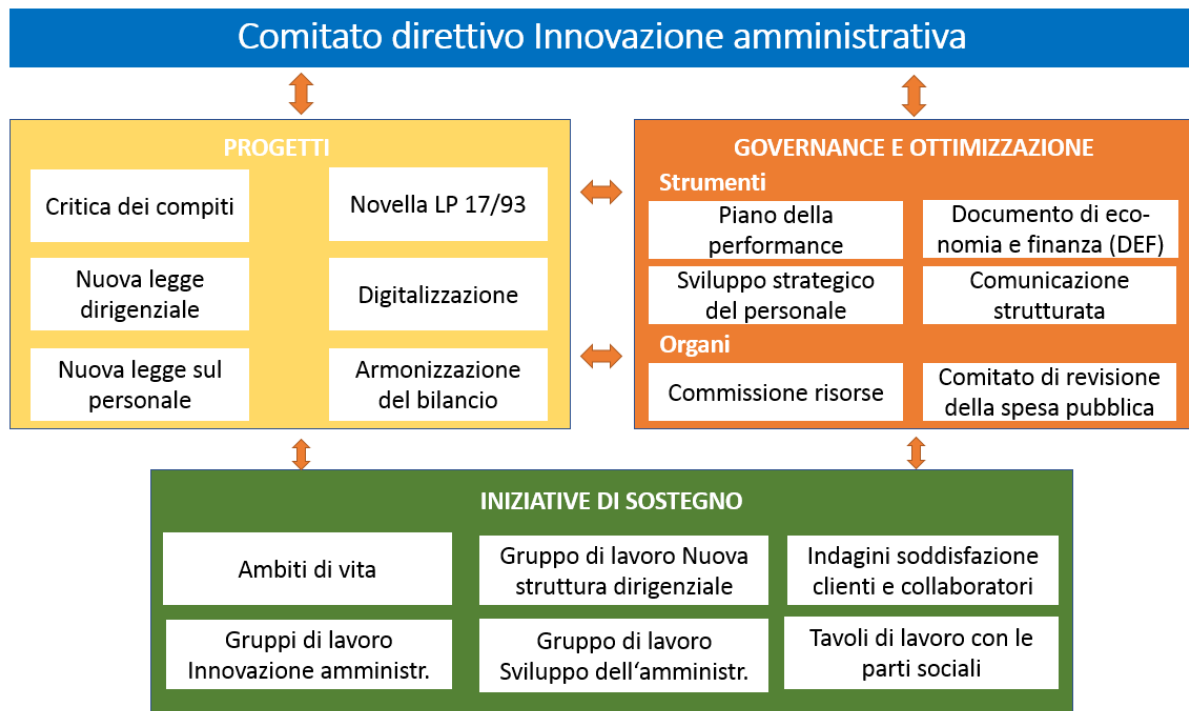 Comitato direttivo Innovazione amministrativa
PROGETTI
Critica dei compiti
Novella LP 17/93
Nuova legge
dirigenziale
Digitalizzazione
Nuova legge sul
personale
Armonizzazione
del bilancio
GOVERNANCE E OTTIMIZZAZIONE
Strumenti
Piano della
performance
Documento di eco-
nomia e finanza (DEF)
Sviluppo strategico
del personale
Comunicazione
strutturata
Organi
Commissione risorse
Comitato di revisione
della spesa pubblica
INIZIATIVE DI SOSTEGNO
Ambiti di vita
Gruppo di lavoro Nuova
struttura dirigenziale
Indagini soddisfazione
clienti e collaboratori
Gruppi di lavoro
Innovazione amministr.
Gruppo di lavoro
Sviluppo dell‘amministr.
Tavoli di lavoro con le
parti sociali